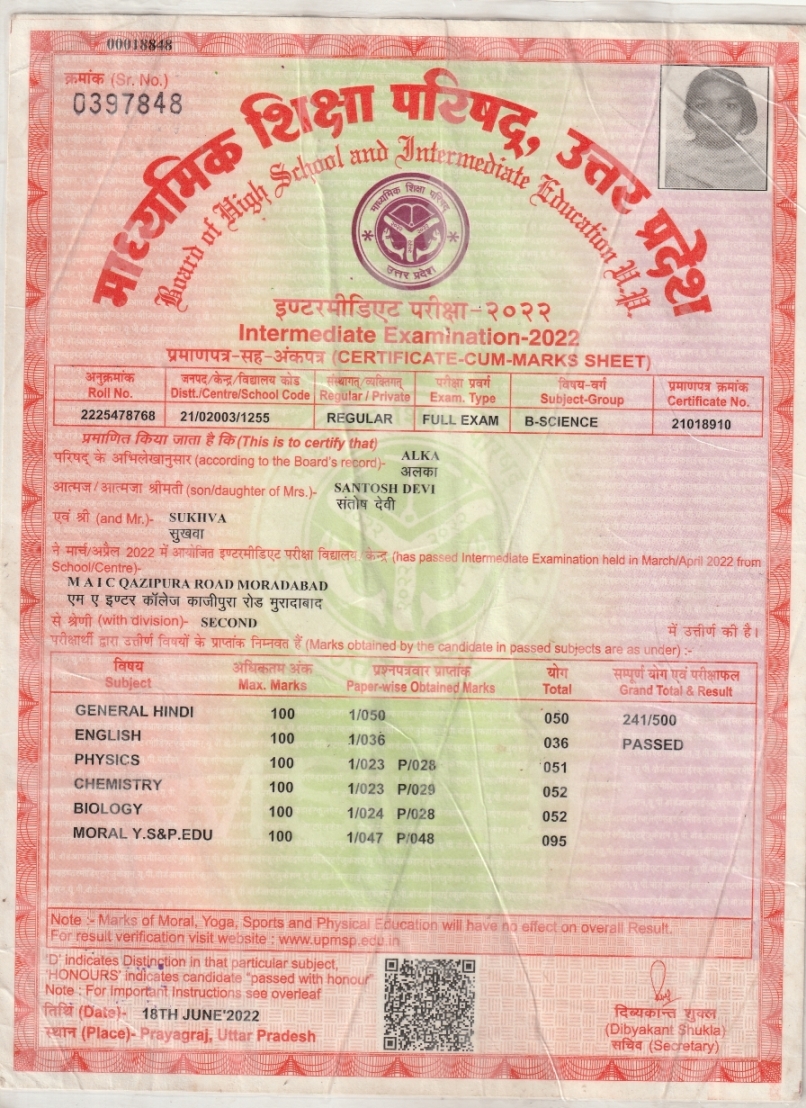 00018848
क्रमांक (Sr. No.)
0397848
माध्यमिक शिक्षा परिषद्, उत्तर प्रदेश
Board of High School and Intermediate Education U.P.
माध्यमिक शिक्षा परिषद
उत्तर प्रदेश
इण्टरमीडिएट परीक्षा-२०२२
Intermediate Examination-2022
प्रमाणपत्र-सह-अंकपत्र (CERTIFICATE-CUM-MARKS SHEET)
अनुक्रमांक जनपद/केन्द्र/विद्यालय कोड संस्थागत/व्यक्तिगत परीक्षा प्रवर्ग विषय-वर्ग प्रमाणपत्र क्रमांक
Roll No. Distt./Centre/School Code Regular / Private Exam. Type Subject-Group Certificate No.
2225478768 21/02003/1255 REGULAR FULL EXAM B-SCIENCE 21018910
प्रमाणित किया जाता है कि (This is to certify that)
परिषद् के अभिलेखानुसार (according to the Board's record)- ALKA
अलका
आत्मज/आत्मजा श्रीमती (son/daughter of Mrs.)- SANTOSH DEVI
संतोष देवी
एवं श्री (and Mr.)- SUKHVA
सुखवा
ने मार्च/अप्रैल 2022 में आयोजित इण्टरमीडिएट परीक्षा विद्यालय/केन्द्र (has passed Intermediate Examination held in March/April 2022 from
School/Centre)-
M A I C QAZIPURA ROAD MORADABAD
एम ए इण्टर कॉलेज काजीपुरा रोड मुरादाबाद
से श्रेणी (with division)- SECOND में उत्तीर्ण की है।
परीक्षार्थी द्वारा उत्तीर्ण विषयों के प्राप्तांक निम्नवत हैं (Marks obtained by the candidate in passed subjects are as under) :-
विषय अधिकतम अंक प्रश्नपत्रवार प्राप्तांक योग सम्पूर्ण योग एवं परीक्षाफल
Subject Max. Marks Paper-wise Obtained Marks Total Grand Total & Result
GENERAL HINDI 100 1/050 050 241/500
ENGLISH 100 1/036 036 PASSED
PHYSICS 100 1/023 P/028 051
CHEMISTRY 100 1/023 P/029 052
BIOLOGY 100 1/024 P/028 052
MORAL Y.S&P.EDU 100 1/047 P/048 095
Note :- Marks of Moral, Yoga, Sports and Physical Education will have no effect on overall Result.
For result verification visit website : www.upmsp.edu.in
'D' indicates Distinction in that particular subject,
'HONOURS' indicates candidate "passed with honour"
Note : For Important Instructions see overleaf
तिथि (Date)- 18TH JUNE'2022
स्थान (Place)- Prayagraj, Uttar Pradesh
दिव्यकान्त शुक्ल
(Dibyakant Shukla)
सचिव (Secretary)